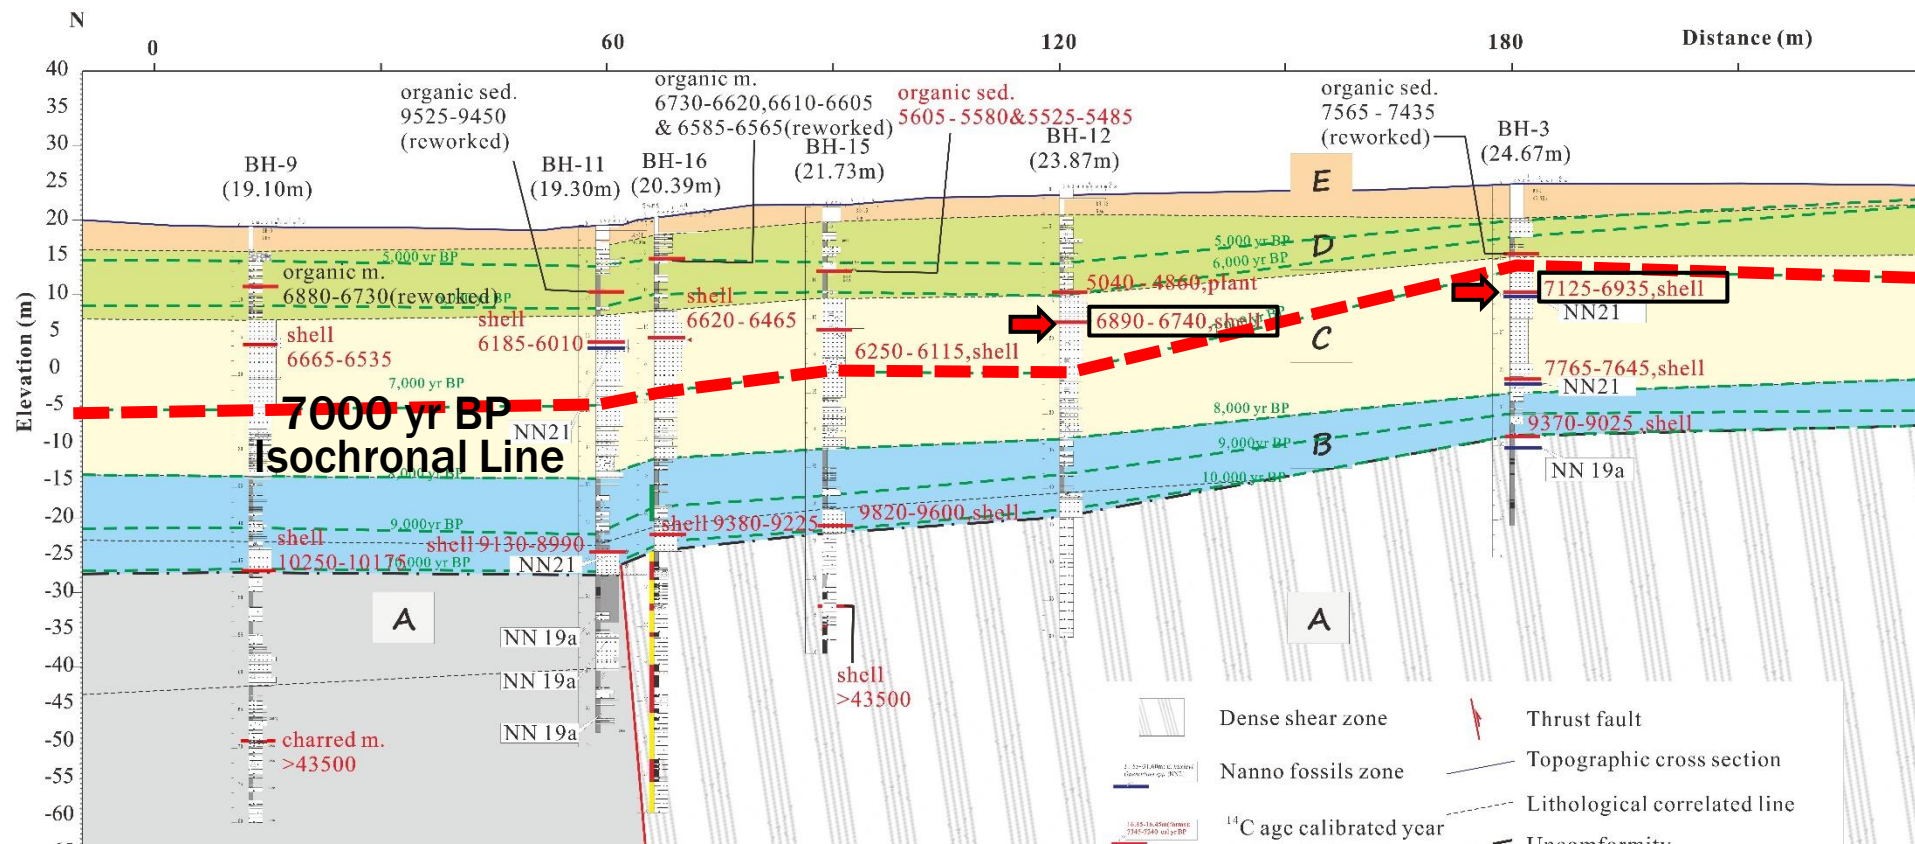 N
0
60
120
180
Distance (m)
Elevation (m)
40
35
30
25
20
15
10
5
0
-5
-10
-15
-20
-25
-30
-35
-40
-45
-50
-55
-60
BH-9
(19.10m)
organic sed.
9525-9450
(reworked)
BH-11
(19.30m)
organic m.
6730-6620,6610-6605
& 6585-6565(reworked)
BH-16
(20.39m)
BH-15
(21.73m)
organic sed.
5605-5580&5525-5485
BH-12
(23.87m)
organic sed.
7565-7435
(reworked)
BH-3
(24.67m)
E
D
C
B
A
A
5,000 yr BP
5,000 yr BP
6,000 yr BP
organic m.
6880-6730(reworked)
shell
6665-6535
shell
6185-6010
shell
6620-6465
6250-6115,shell
5040-4860,plant
6890-6740,shell
7125-6935,shell
NN21
7765-7645,shell
NN21
9370-9025 ,shell
NN 19a
7,000 yr BP
7000 yr BP
Isochronal Line
NN21
8,000 yr BP
8,000 yr BP
9,000 yr BP
10,000 yr BP
9,000yr BP
shell
10250-10175
shell 9130-8990
NN21
shell 9380-9225
9820-9600,shell
NN 19a
NN 19a
NN 19a
charred m.
>43500
shell
>43500
Dense shear zone
Thrust fault
Nanno fossils zone
Topographic cross section
Lithological correlated line
14C age calibrated year
Uncomformity